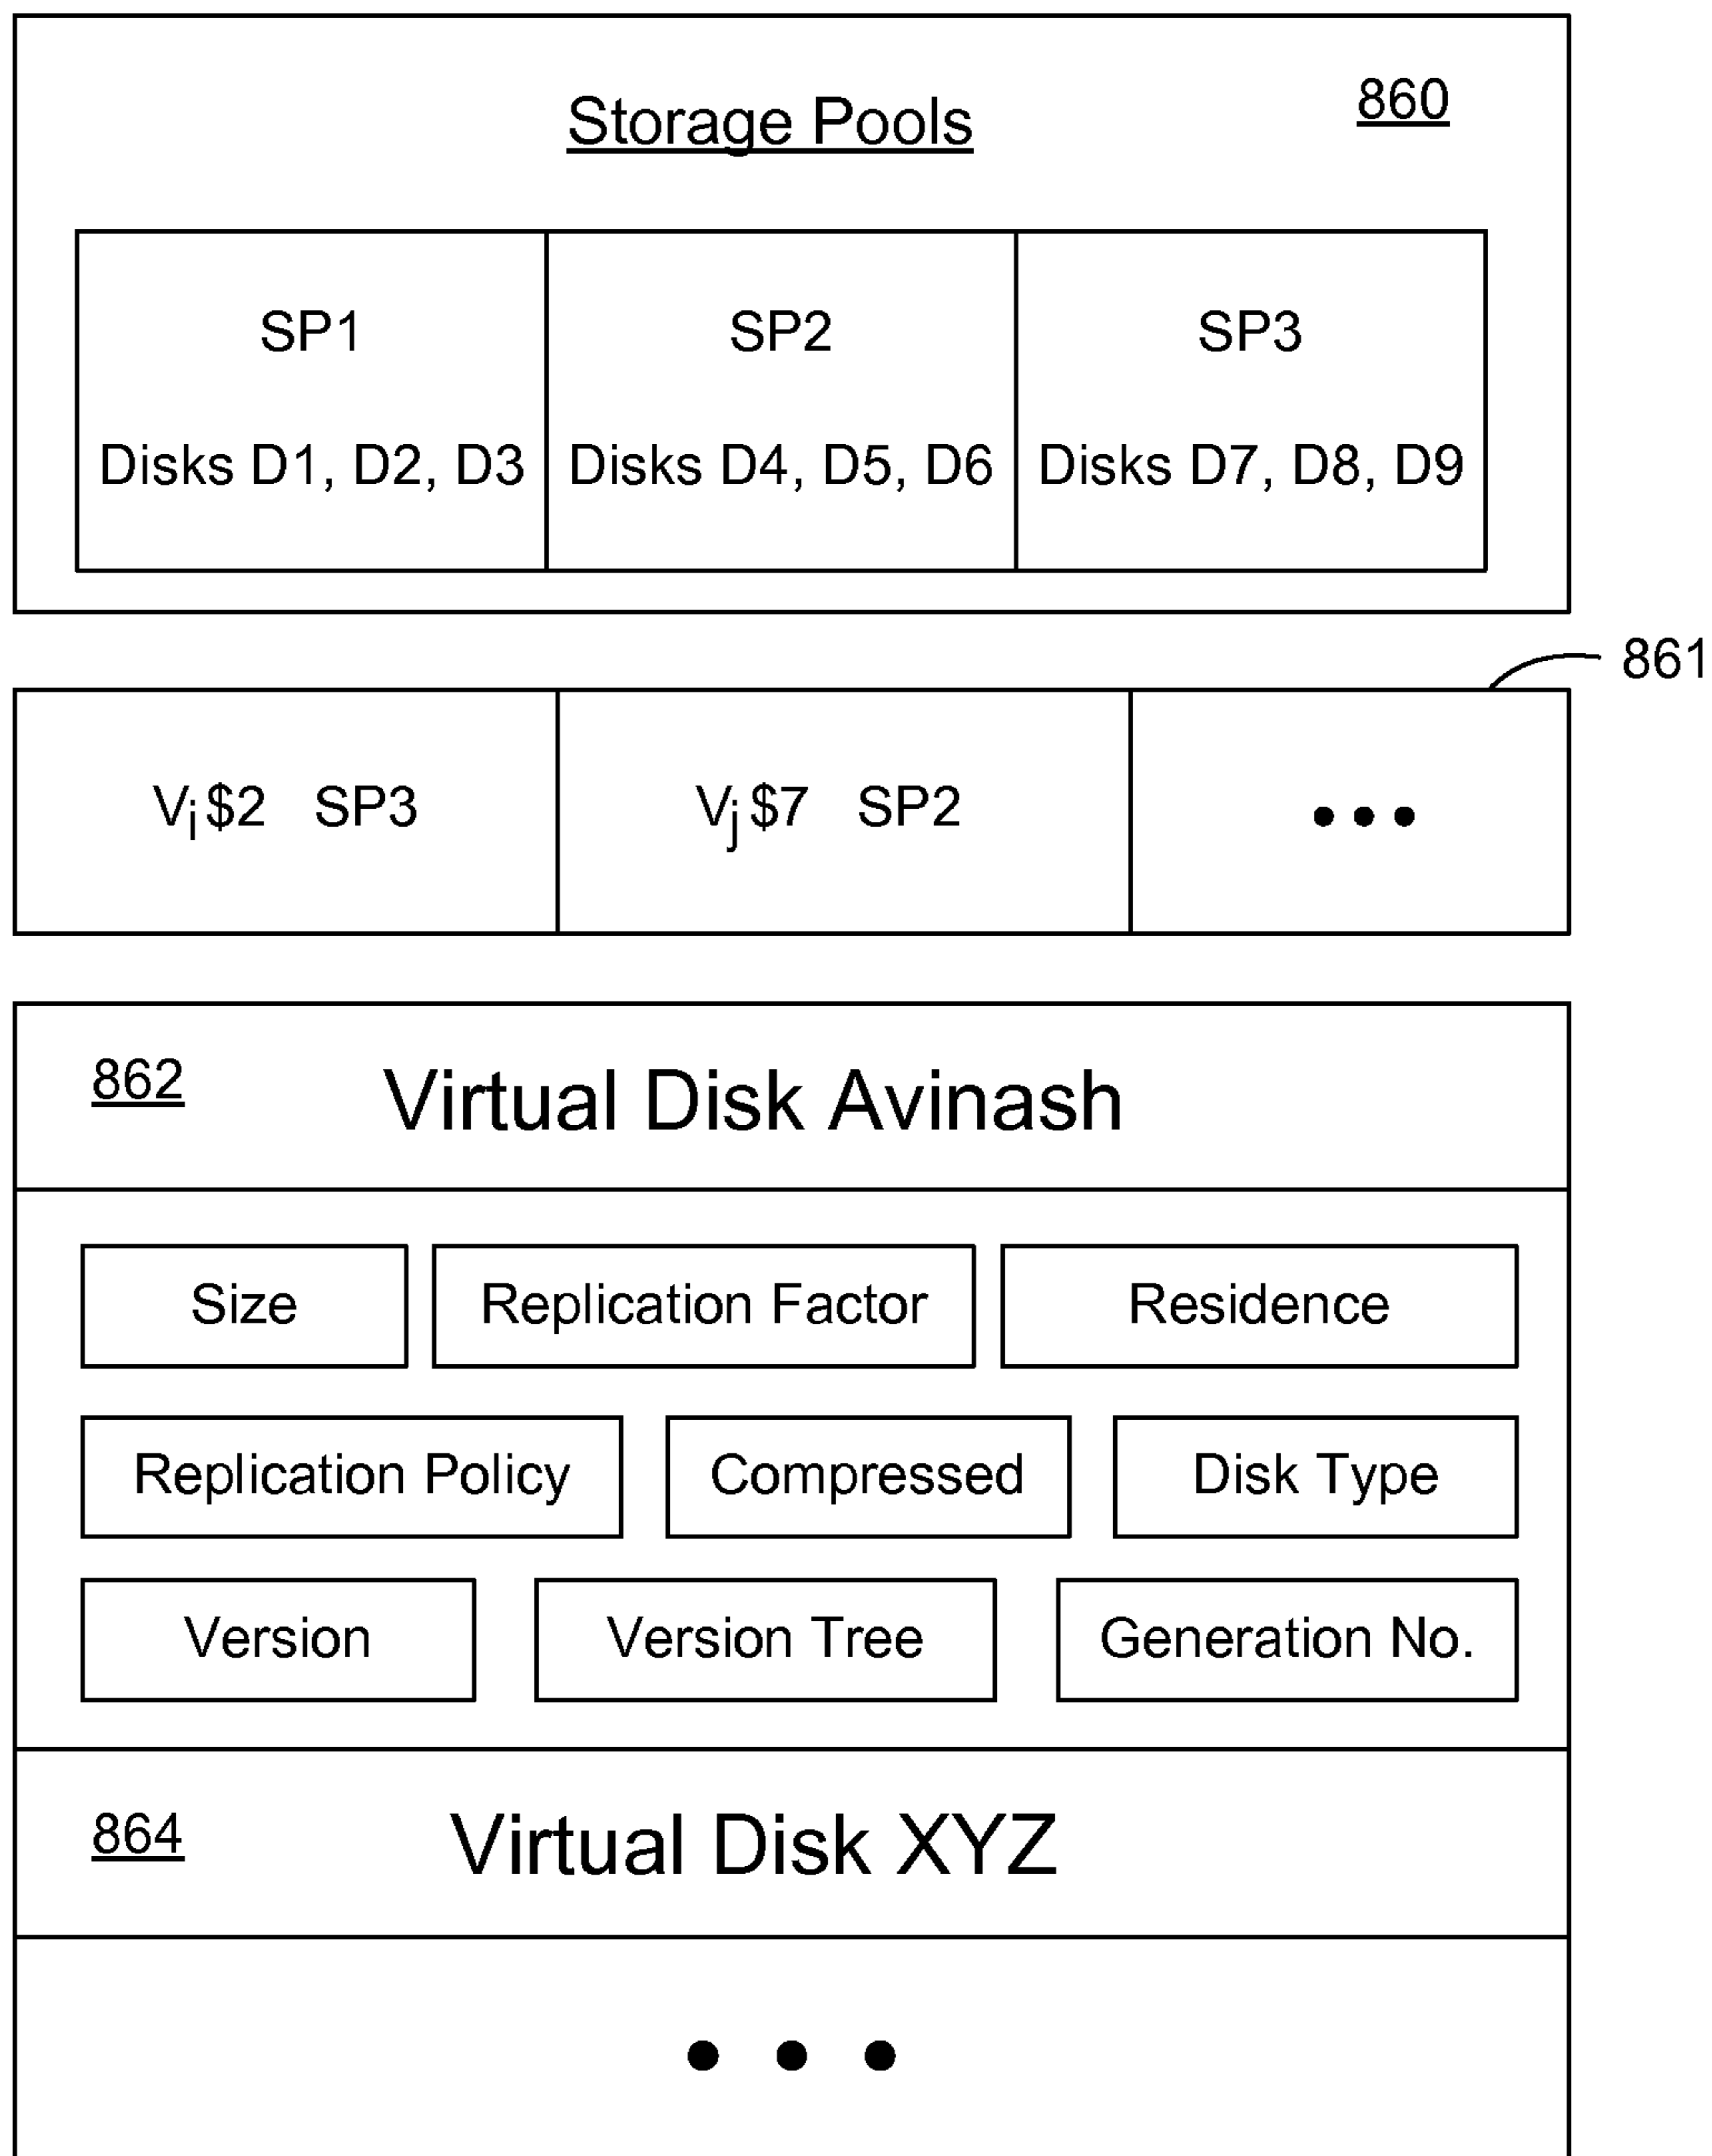 Storage Pools
860
SP1
SP2
SP3
Disks D1, D2, D3
Disks D4, D5, D6
Disks D7, D8, D9
861
Vi$2 SP3
Vj$7 SP2
•••
862
Virtual Disk Avinash
Size
Replication Factor
Residence
Replication Policy
Compressed
Disk Type
Version
Version Tree
Generation No.
864
Virtual Disk XYZ
• • •